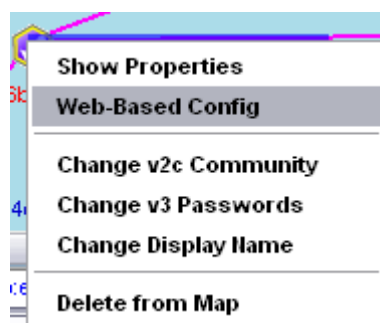 Show Properties
Web-Based Config
Change v2c Community
Change v3 Passwords
Change Display Name
Delete from Map